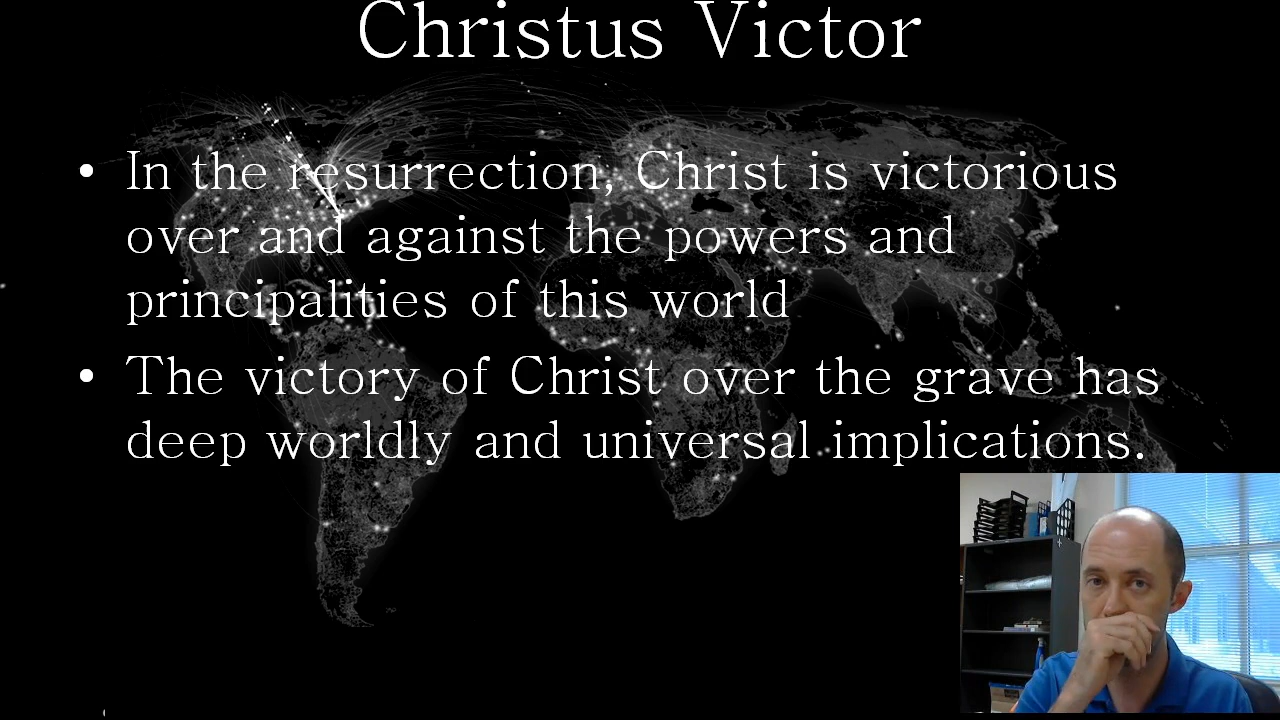 Christus Victor
• In the resurrection, Christ is victorious
over and against the powers and
principalities of this world
• The victory of Christ over the grave has
deep worldly and universal implications.